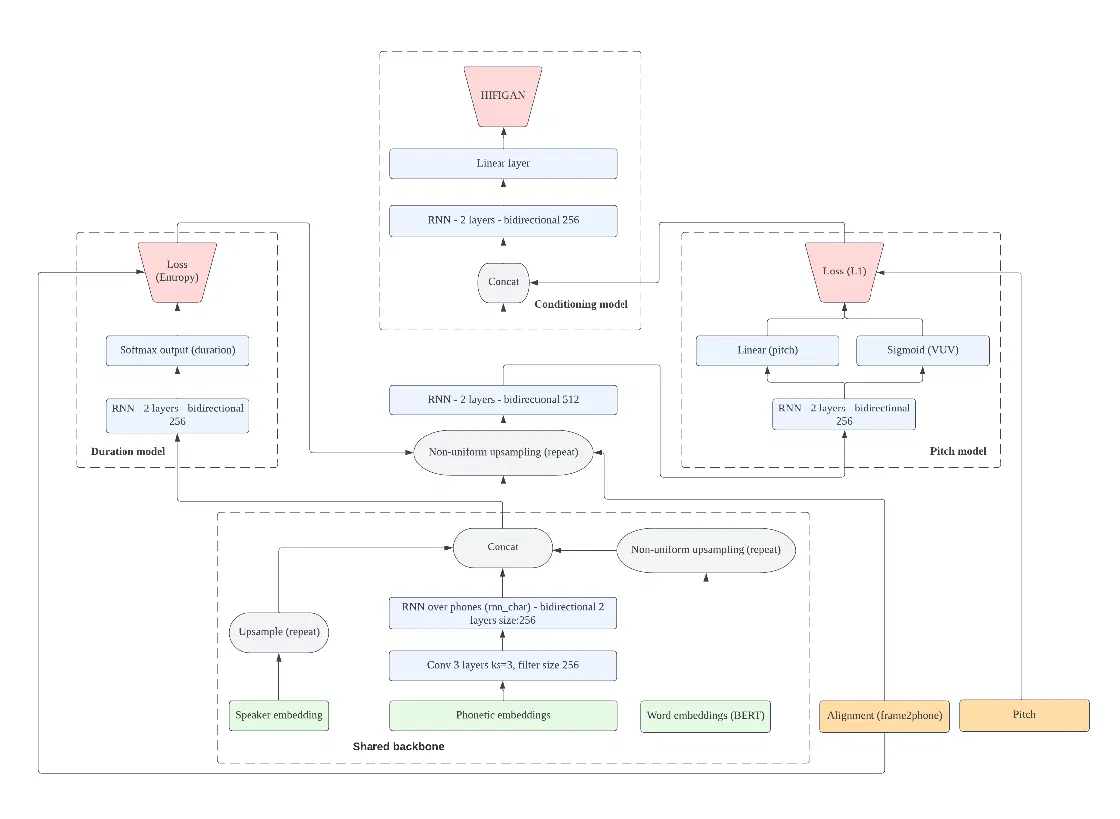 HIFIGAN
Linear layer
RNN - 2 layers - bidirectional 256
Concat
Conditioning model
Loss
(Entropy)
Softmax output (duration)
RNN - 2 layers - bidirectional
256
Duration model
Loss (L1)
Linear (pitch)
Sigmoid (VUV)
RNN - 2 layers - bidirectional
256
Pitch model
RNN - 2 layers - bidirectional 512
Non-uniform upsampling (repeat)
Concat
Non-uniform upsampling (repeat)
RNN over phones (rnn_char) - bidirectional 2
layers size:256
Upsample (repeat)
Conv 3 layers ks=3, filter size 256
Speaker embedding
Phonetic embeddings
Word embeddings (BERT)
Alignment (frame2phone)
Pitch
Shared backbone